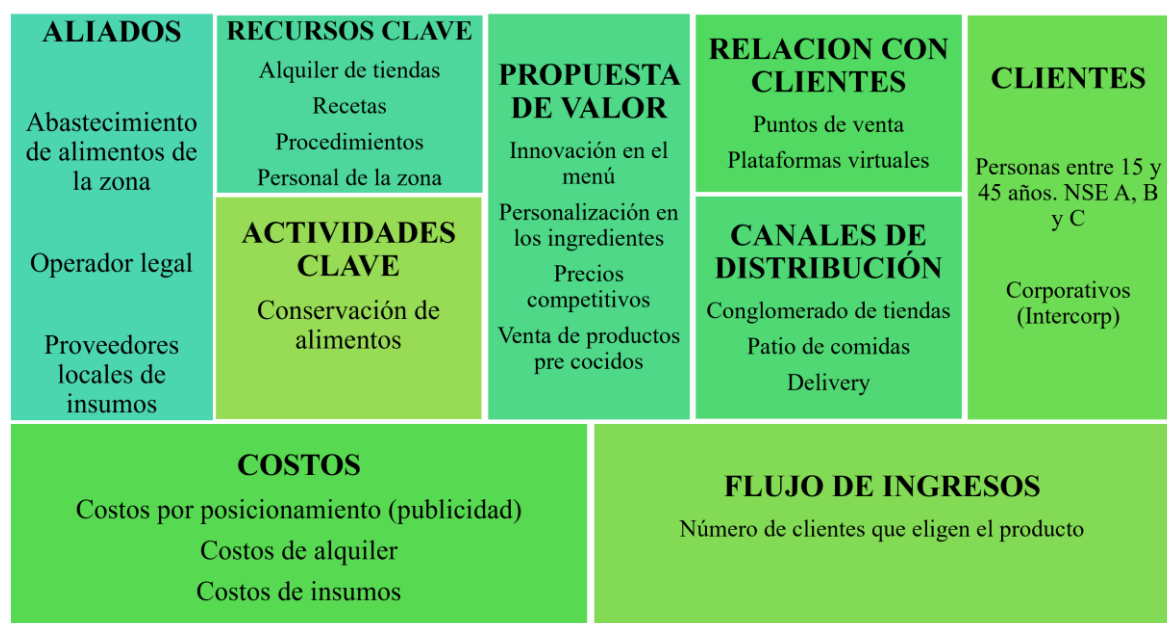 ALIADOS
Abastecimiento
de alimentos de
la zona
Operador legal
Proveedores
locales de
insumos
RECURSOS CLAVE
Alquiler de tiendas
Recetas
Procedimientos
Personal de la zona
ACTIVIDADES
CLAVE
Conservación de
alimentos
PROPUESTA
DE VALOR
Innovación en el
menú
Personalización en
los ingredientes
Precios
competitivos
Venta de productos
pre cocidos
RELACION CON
CLIENTES
Puntos de venta
Plataformas virtuales
CANALES DE
DISTRIBUCIÓN
Conglomerado de tiendas
Patio de comidas
Delivery
CLIENTES
Personas entre 15 y
45 años. NSE A, B
y C
Corporativos
(Intercorp)
COSTOS
Costos por posicionamiento (publicidad)
Costos de alquiler
Costos de insumos
FLUJO DE INGRESOS
Número de clientes que eligen el producto